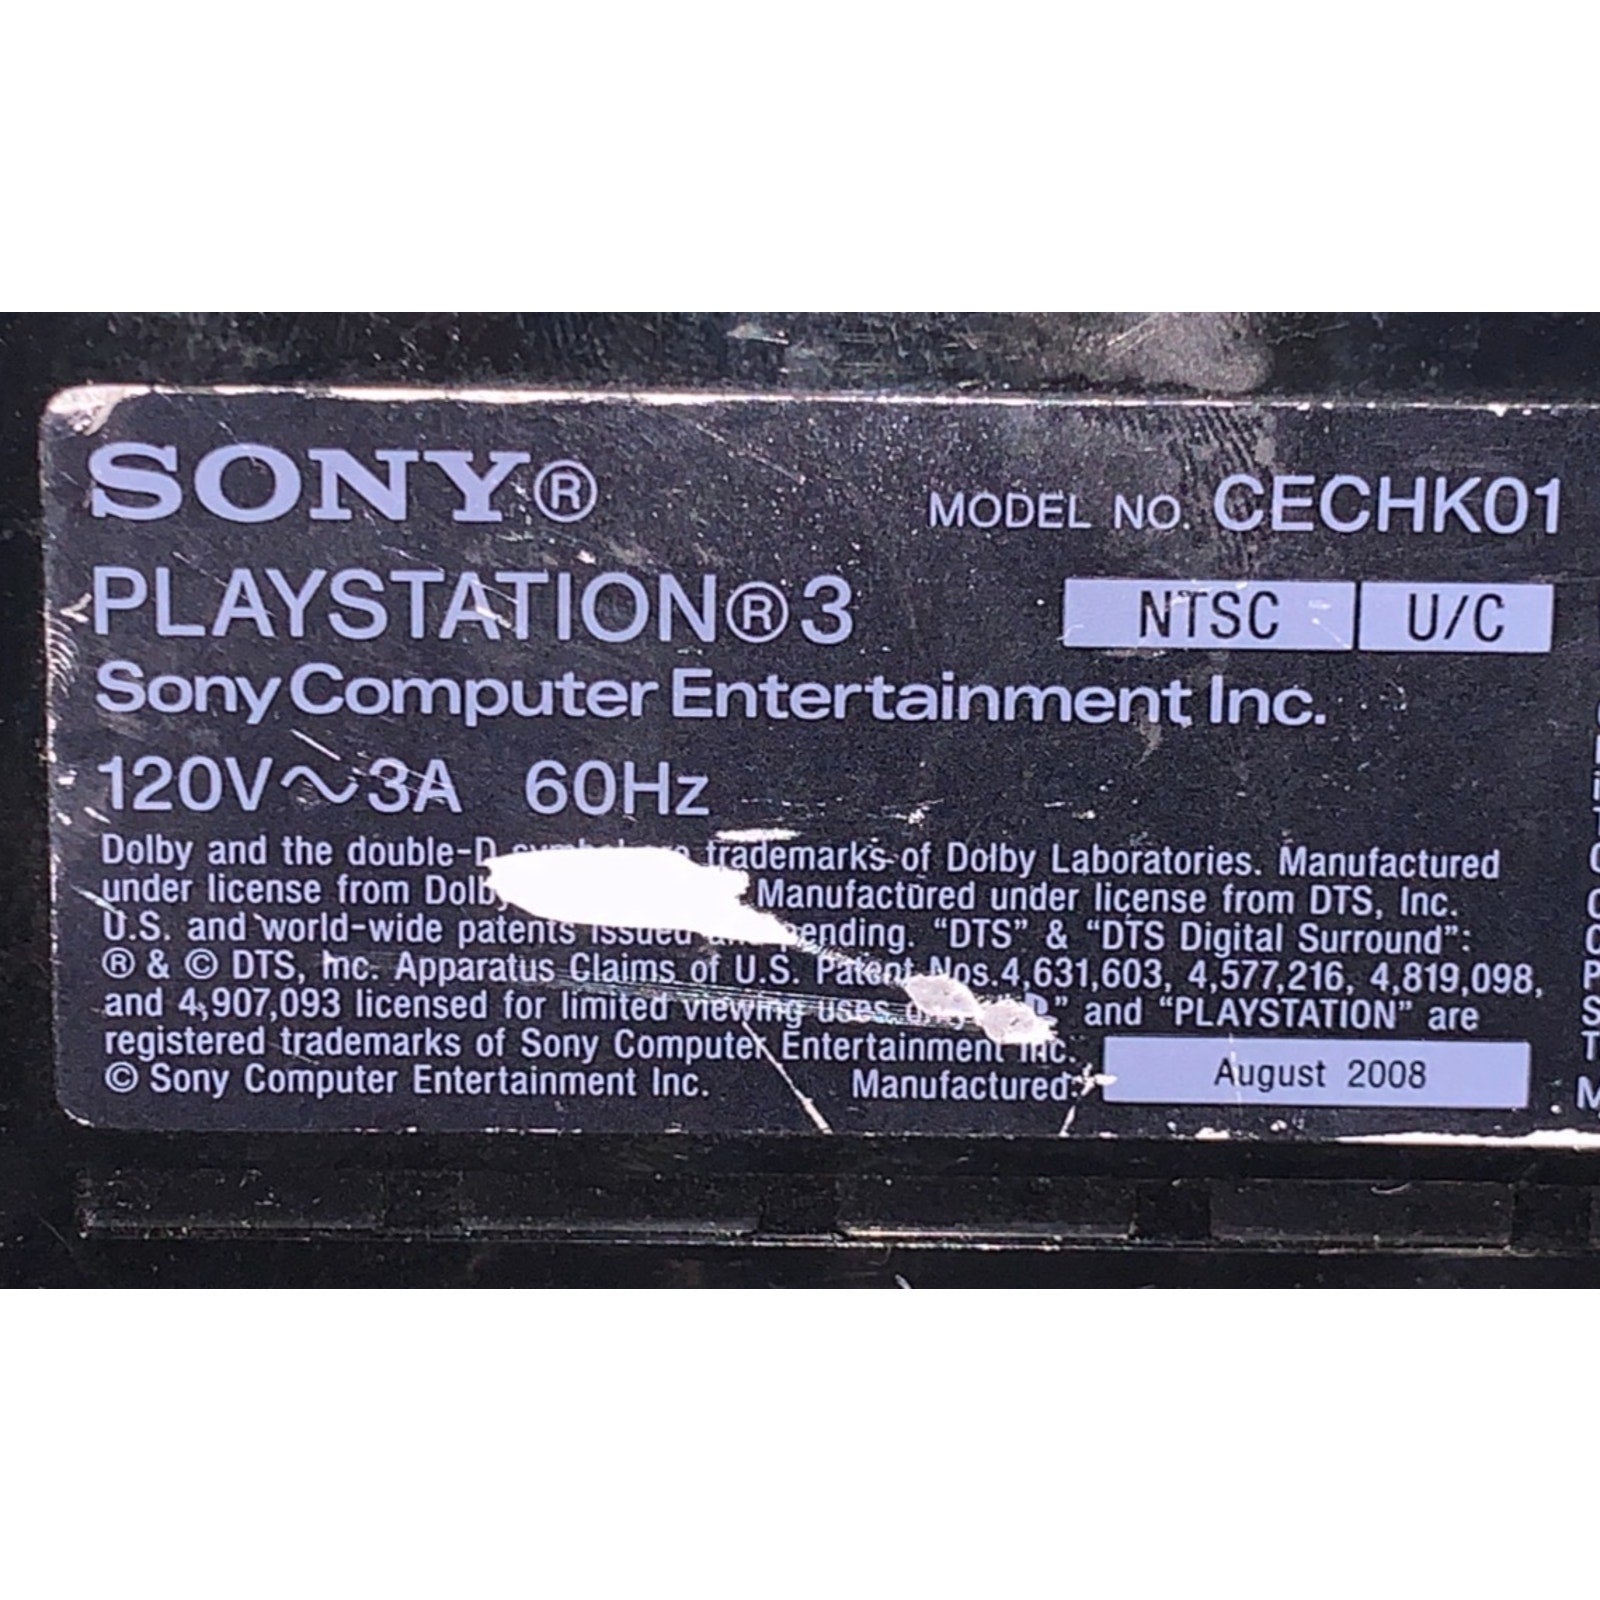 SONY®
MODEL NO. CECHK01
PLAYSTATION®3
NTSC U/C
Sony Computer Entertainment Inc.
120V~3A 60Hz
Dolby and the double-D trademarks of Dolby Laboratories. Manufactured
under license from Manufactured under license from DTS, Inc.
U.S. and world-wide patents issued pending. “DTS” & “DTS Digital Surround”:
® & © DTS, Inc. Apparatus Claims of U.S. Patent Nos.4,631,603, 4,577,216, 4,819,098,
and 4,907,093 licensed for limited viewing uses and “PLAYSTATION” are
registered trademarks of Sony Computer Entertainment Inc.
© Sony Computer Entertainment Inc. Manufactured: August 2008